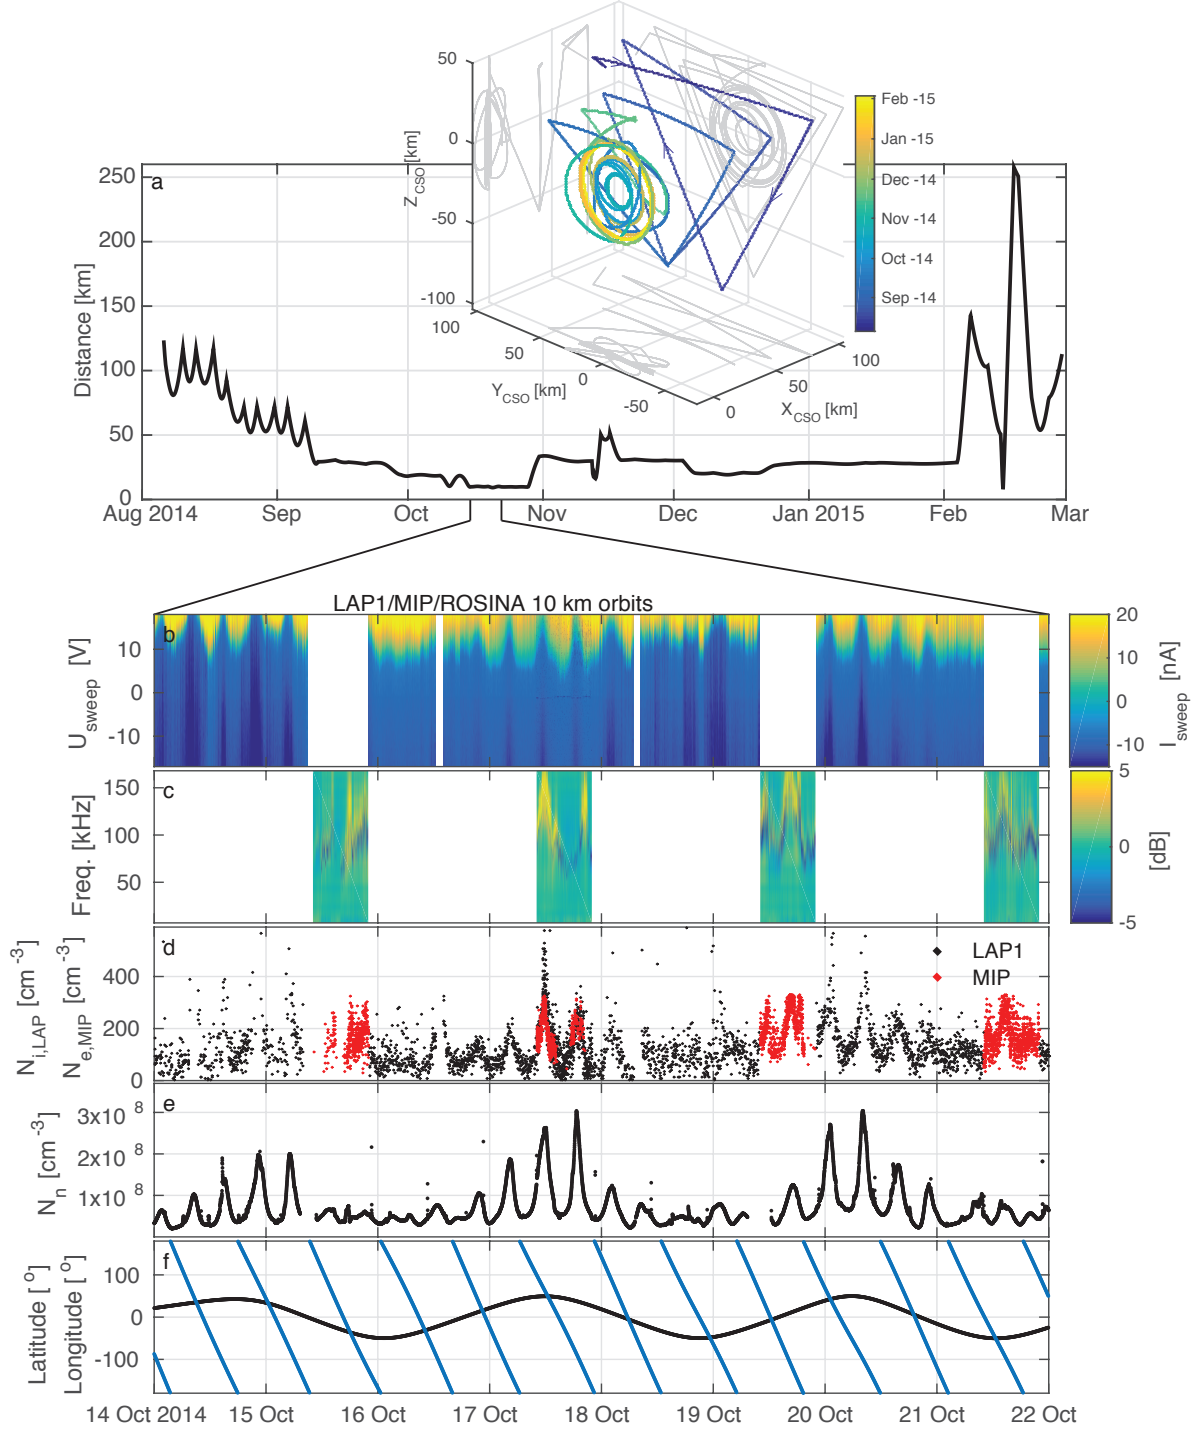 50
0
-50
-100
Z_CSO [km]
100
50
0
-50
Y_CSO [km]
0
50
100
X_CSO [km]
Feb -15
Jan -15
Dec -14
Nov -14
Oct -14
Sep -14
a
250
200
150
100
50
0
Distance [km]
Aug 2014 Sep Oct Nov Dec Jan 2015 Feb Mar
LAP1/MIP/ROSINA 10 km orbits
b
10
0
-10
U_sweep [V]
20
10
0
-10
I_sweep [nA]
c
150
100
50
Freq. [kHz]
5
0
-5
[dB]
d
400
200
0
N_i,LAP [cm^-3]
N_e,MIP [cm^-3]
LAP1
MIP
e
3x10^8
2x10^8
1x10^8
N_n [cm^-3]
f
100
0
-100
Latitude [°]
Longitude [°]
14 Oct 2014 15 Oct 16 Oct 17 Oct 18 Oct 19 Oct 20 Oct 21 Oct 22 Oct